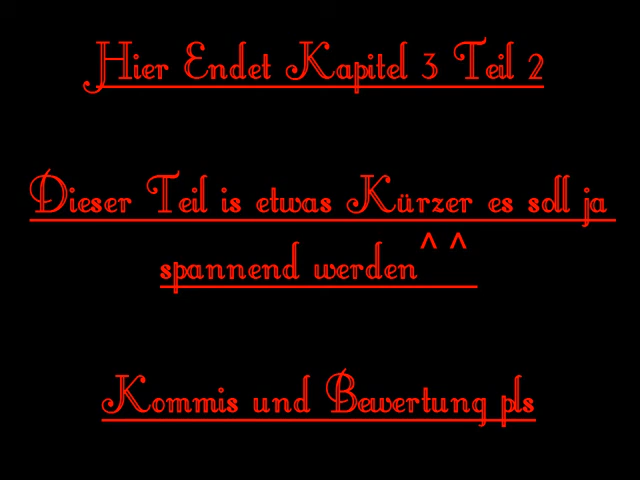 Hier Endet Kapitel 3 Teil 2
Dieser Teil is etwas Kürzer es soll ja
spannend werden^^
Kommis und Bewertung pls